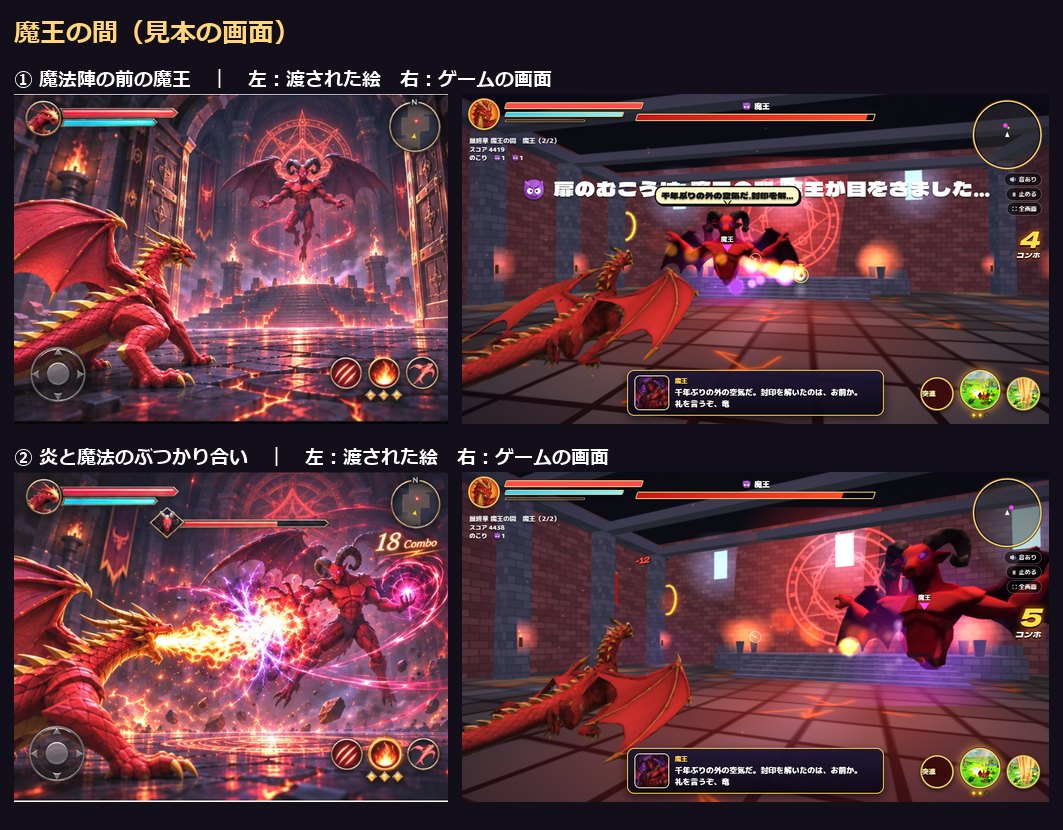 魔王の間（見本の画面）
① 魔法陣の前の魔王　｜　左：渡された絵　右：ゲームの画面
N
魔王
最終章 魔王の間　魔王（2/2）
スコア 4419
のこり 1 1
扉のむこう
王が目をさました…
千年ぶりの外の空気だ。封印を解…
魔王
音あり
止める
全画面
4
コンボ
突進
魔王
千年ぶりの外の空気だ。封印を解いたのは、お前か。
礼を言うぞ、竜
② 炎と魔法のぶつかり合い　｜　左：渡された絵　右：ゲームの画面
N
18 Combo
魔王
最終章 魔王の間　魔王（2/2）
スコア 4438
のこり 1
-12
魔王
音あり
止める
全画面
5
コンボ
突進
魔王
千年ぶりの外の空気だ。封印を解いたのは、お前か。
礼を言うぞ、竜